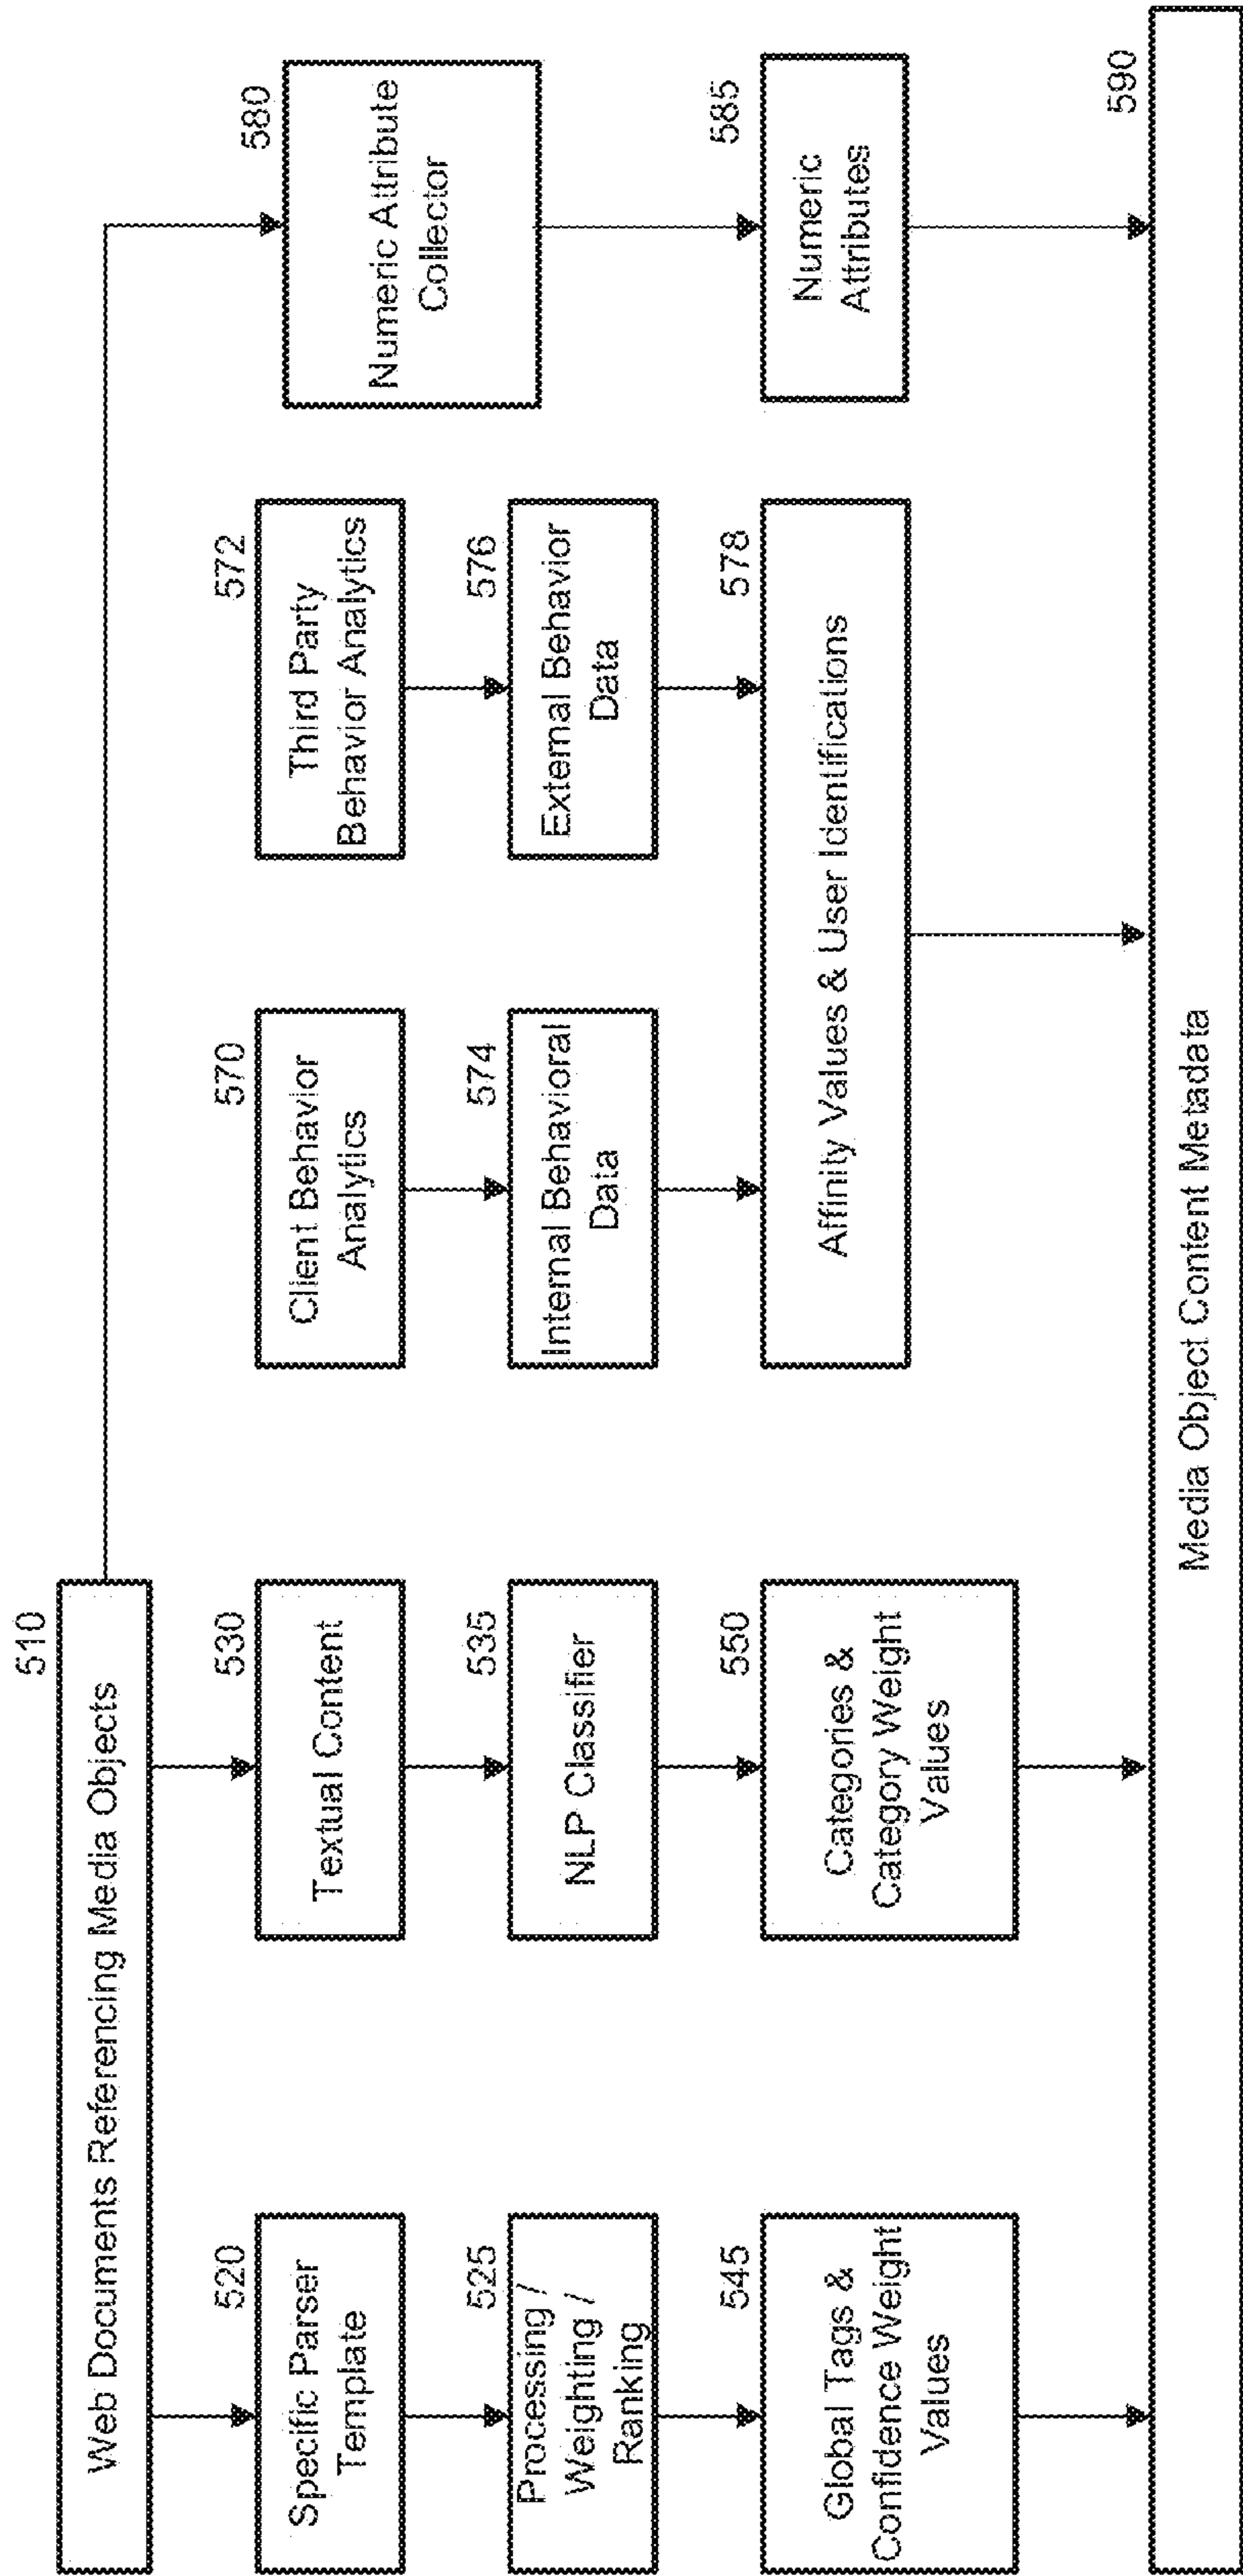 510
Web Documents Referencing Media Objects
520
Specific Parser
Template
530
Textual Content
570
Client Behavior
Analytics
572
Third Party
Behavior Analytics
580
Numeric Attribute
Collector
525
Processing /
Weighting /
Ranking
535
NLP Classifier
574
Internal Behavioral
Data
576
External Behavior
Data
545
Global Tags &
Confidence Weight
Values
550
Categories &
Category Weight
Values
578
Affinity Values & User Identifications
585
Numeric
Attributes
590
Media Object Content Metadata